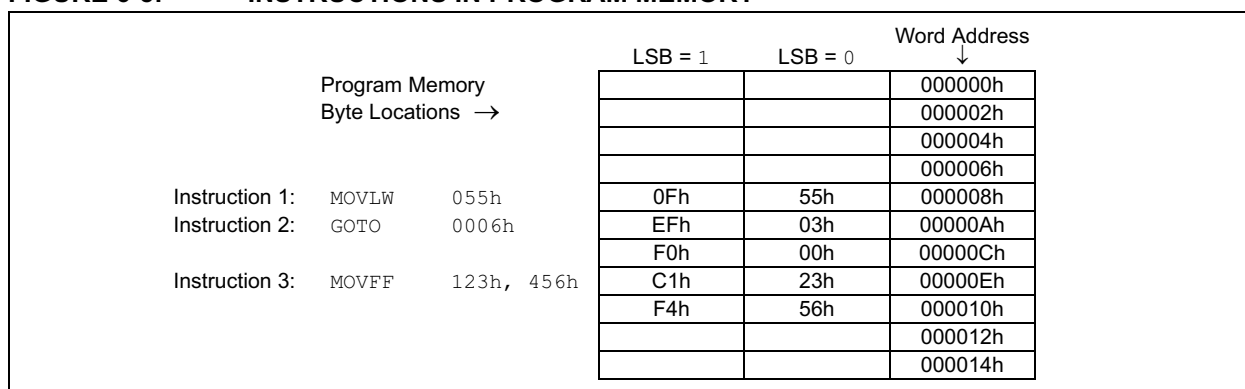 FIGURE 6-3: INSTRUCTIONS IN PROGRAM MEMORY
Word Address
LSB = 1 LSB = 0 ↓
Program Memory 000000h
Byte Locations → 000002h
000004h
000006h
Instruction 1: MOVLW 055h 0Fh 55h 000008h
Instruction 2: GOTO 0006h EFh 03h 00000Ah
F0h 00h 00000Ch
Instruction 3: MOVFF 123h, 456h C1h 23h 00000Eh
F4h 56h 000010h
000012h
000014h